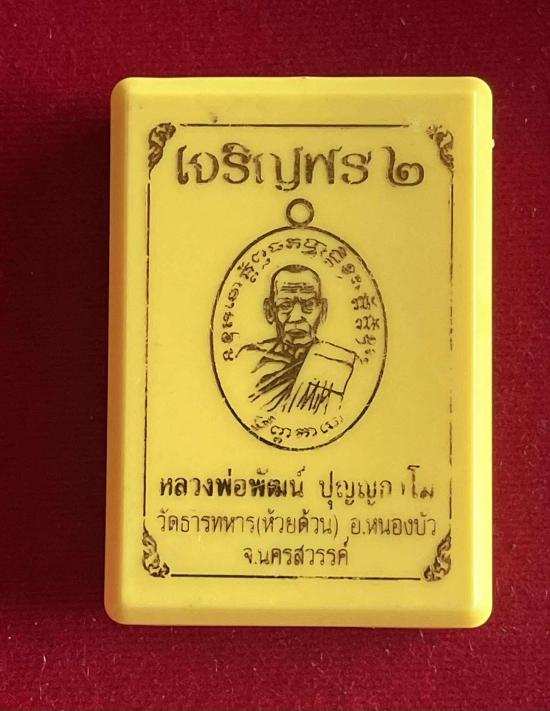 เจริญพร ๒
หลวงพ่อพัฒน์ ปุญญกาโม
วัดธารทหาร(ห้วยด้วน) อ.หนองบัว
จ.นครสวรรค์